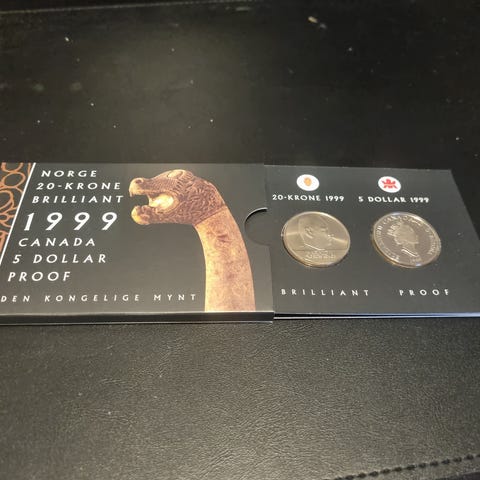 NORGE
20-KRONE
BRILLIANT
1999
CANADA
5 DOLLAR
PROOF
DEN KONGELIGE MYNT
20-KRONE 1999
5 DOLLAR 1999
BRILLIANT
PROOF